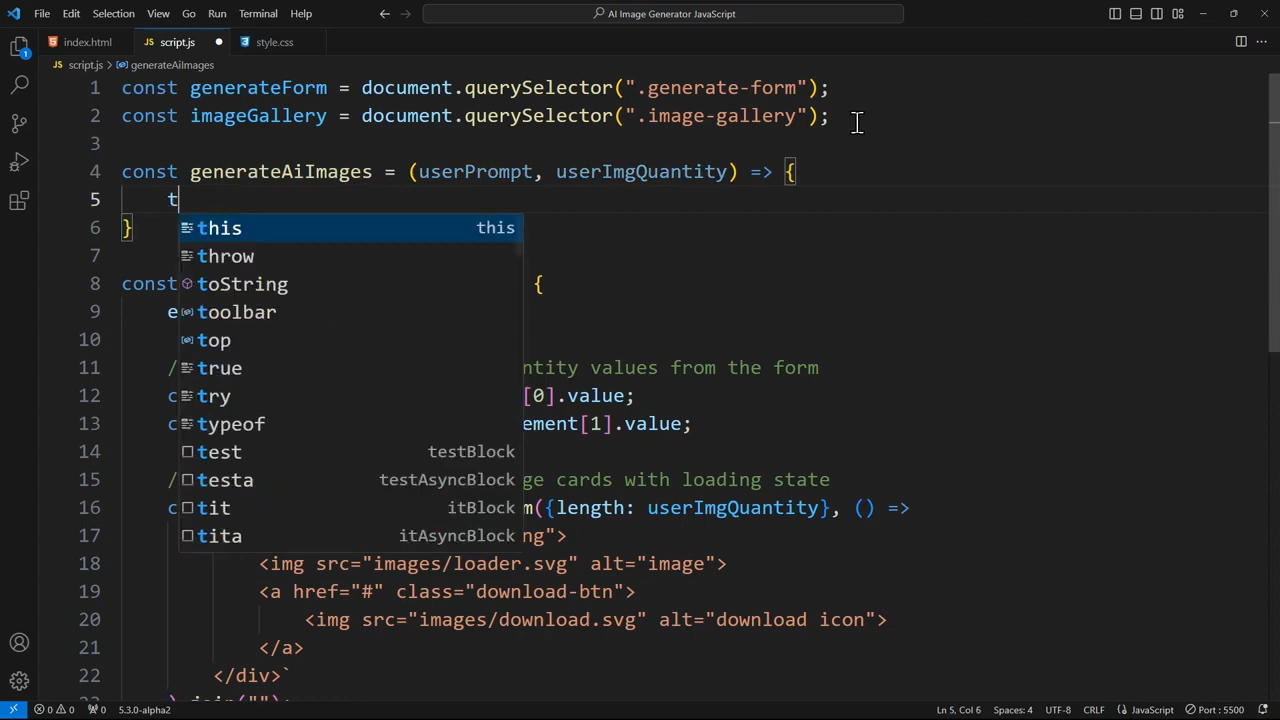 File Edit Selection View Go Run Terminal Help AI Image Generator JavaScript
index.html JS script.js style.css
JS script.js > generateAiImages
1 const generateForm = document.querySelector(".generate-form");
2 const imageGallery = document.querySelector(".image-gallery");
3
4 const generateAiImages = (userPrompt, userImgQuantity) => {
5 t
6 }
this this
7 throw
8 const toString {
9 e toolbar
10 top
11 / true ntity values from the form
12 c try [0].value;
13 c typeof ement[1].value;
14 test testBlock
15 / testa testAsyncBlock ge cards with loading state
16 c tit itBlock m({length: userImgQuantity}, () =>
17 tita itAsyncBlock ng">
18 <img src="images/loader.svg" alt="image">
19 <a href="#" class="download-btn">
20 <img src="images/download.svg" alt="download icon">
21 </a>
22 </div>`
1 0 0 0 5.3.0-alpha2 Ln 5, Col 6 Spaces: 4 UTF-8 CRLF {} JavaScript Port : 5500